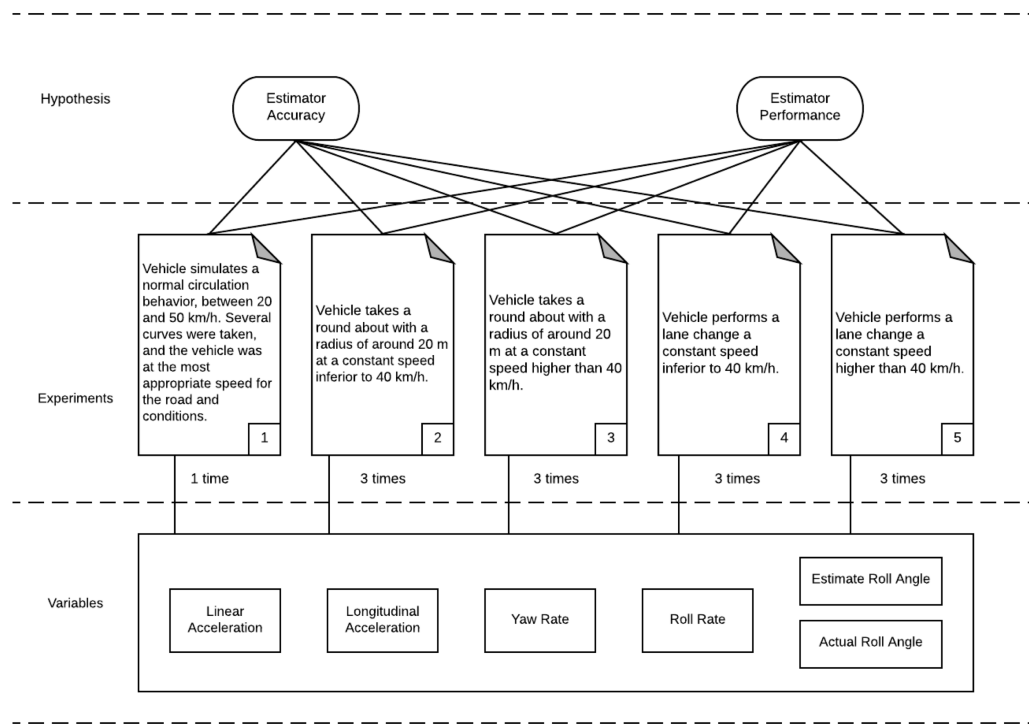 Hypothesis
Estimator
Accuracy
Estimator
Performance
Experiments
Vehicle simulates a
normal circulation
behavior, between 20
and 50 km/h. Several
curves were taken,
and the vehicle was
at the most
appropriate speed for
the road and
conditions.
1
Vehicle takes a
round about with a
radius of around 20 m
at a constant speed
inferior to 40 km/h.
2
Vehicle takes a
round about with a
radius of around 20
m at a constant
speed higher than 40
km/h.
3
Vehicle performs a
lane change a
constant speed
inferior to 40 km/h.
4
Vehicle performs a
lane change a
constant speed
higher than 40 km/h.
5
1 time
3 times
3 times
3 times
3 times
Variables
Linear
Acceleration
Longitudinal
Acceleration
Yaw Rate
Roll Rate
Estimate Roll Angle
Actual Roll Angle